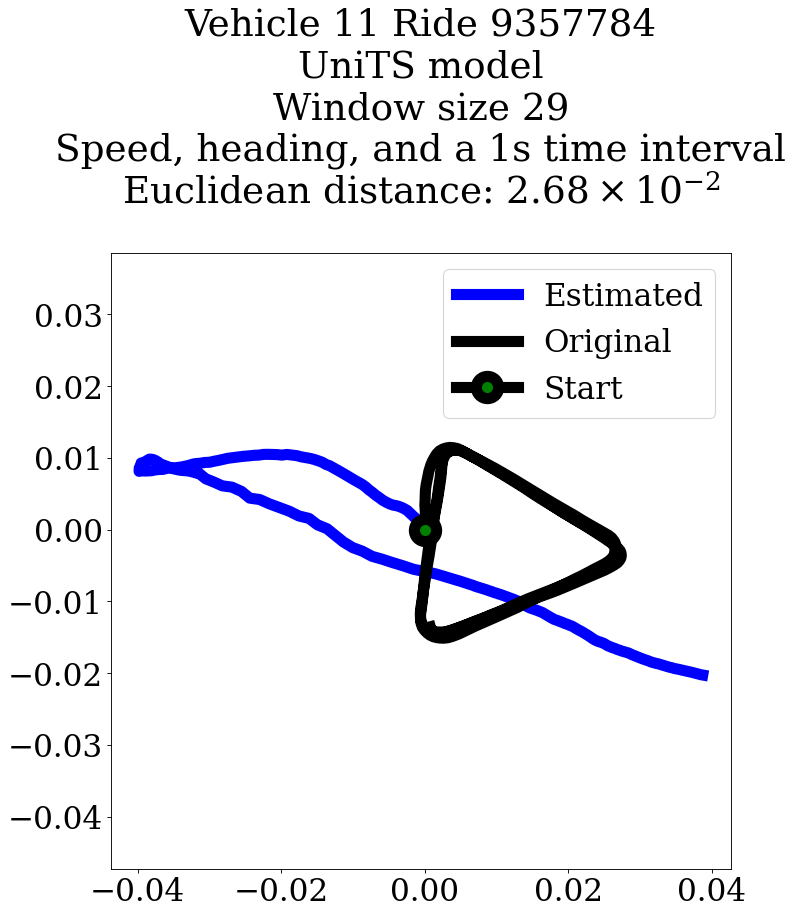 Vehicle 11 Ride 9357784
UniTS model
Window size 29
Speed, heading, and a 1s time interval
Euclidean distance: 2.68 × 10⁻²
Estimated
Original
Start
0.03
0.02
0.01
0.00
−0.01
−0.02
−0.03
−0.04
−0.04 −0.02 0.00 0.02 0.04